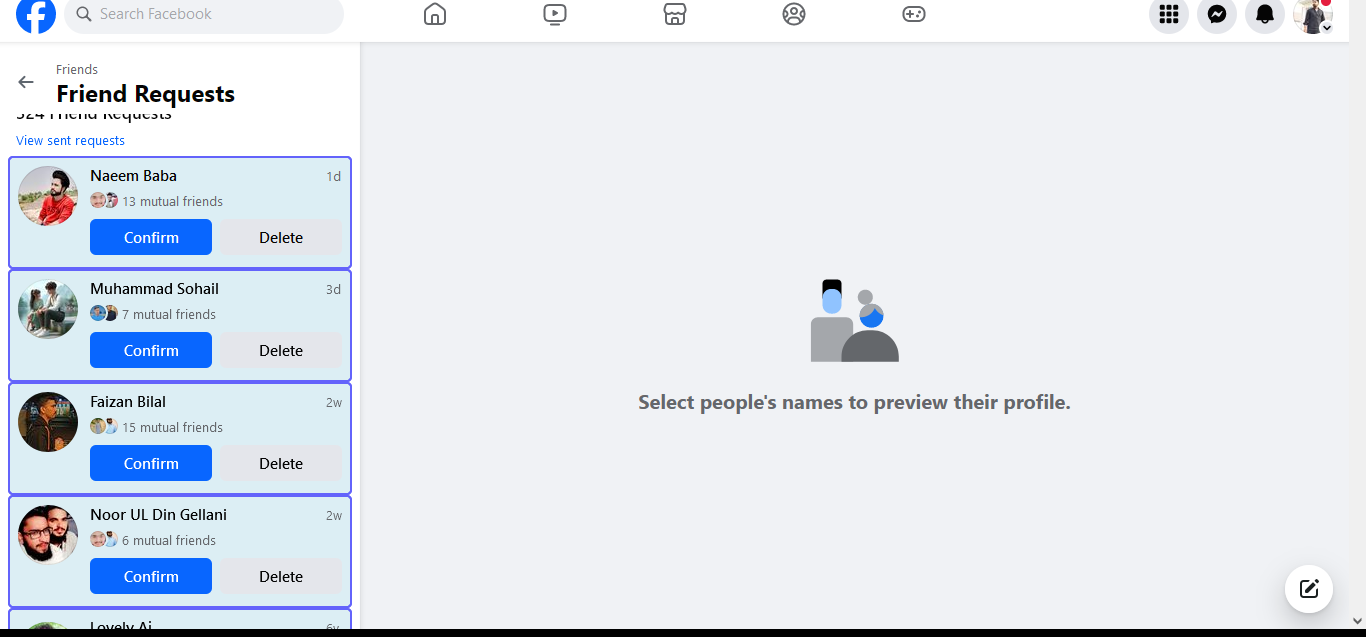 Search Facebook
Friends
Friend Requests
324 Friend Requests
View sent requests
Naeem Baba 1d
13 mutual friends
Confirm Delete
Muhammad Sohail 3d
7 mutual friends
Confirm Delete
Faizan Bilal 2w
15 mutual friends
Confirm Delete
Noor UL Din Gellani 2w
6 mutual friends
Confirm Delete
Lovely Ai 6y
Select people's names to preview their profile.